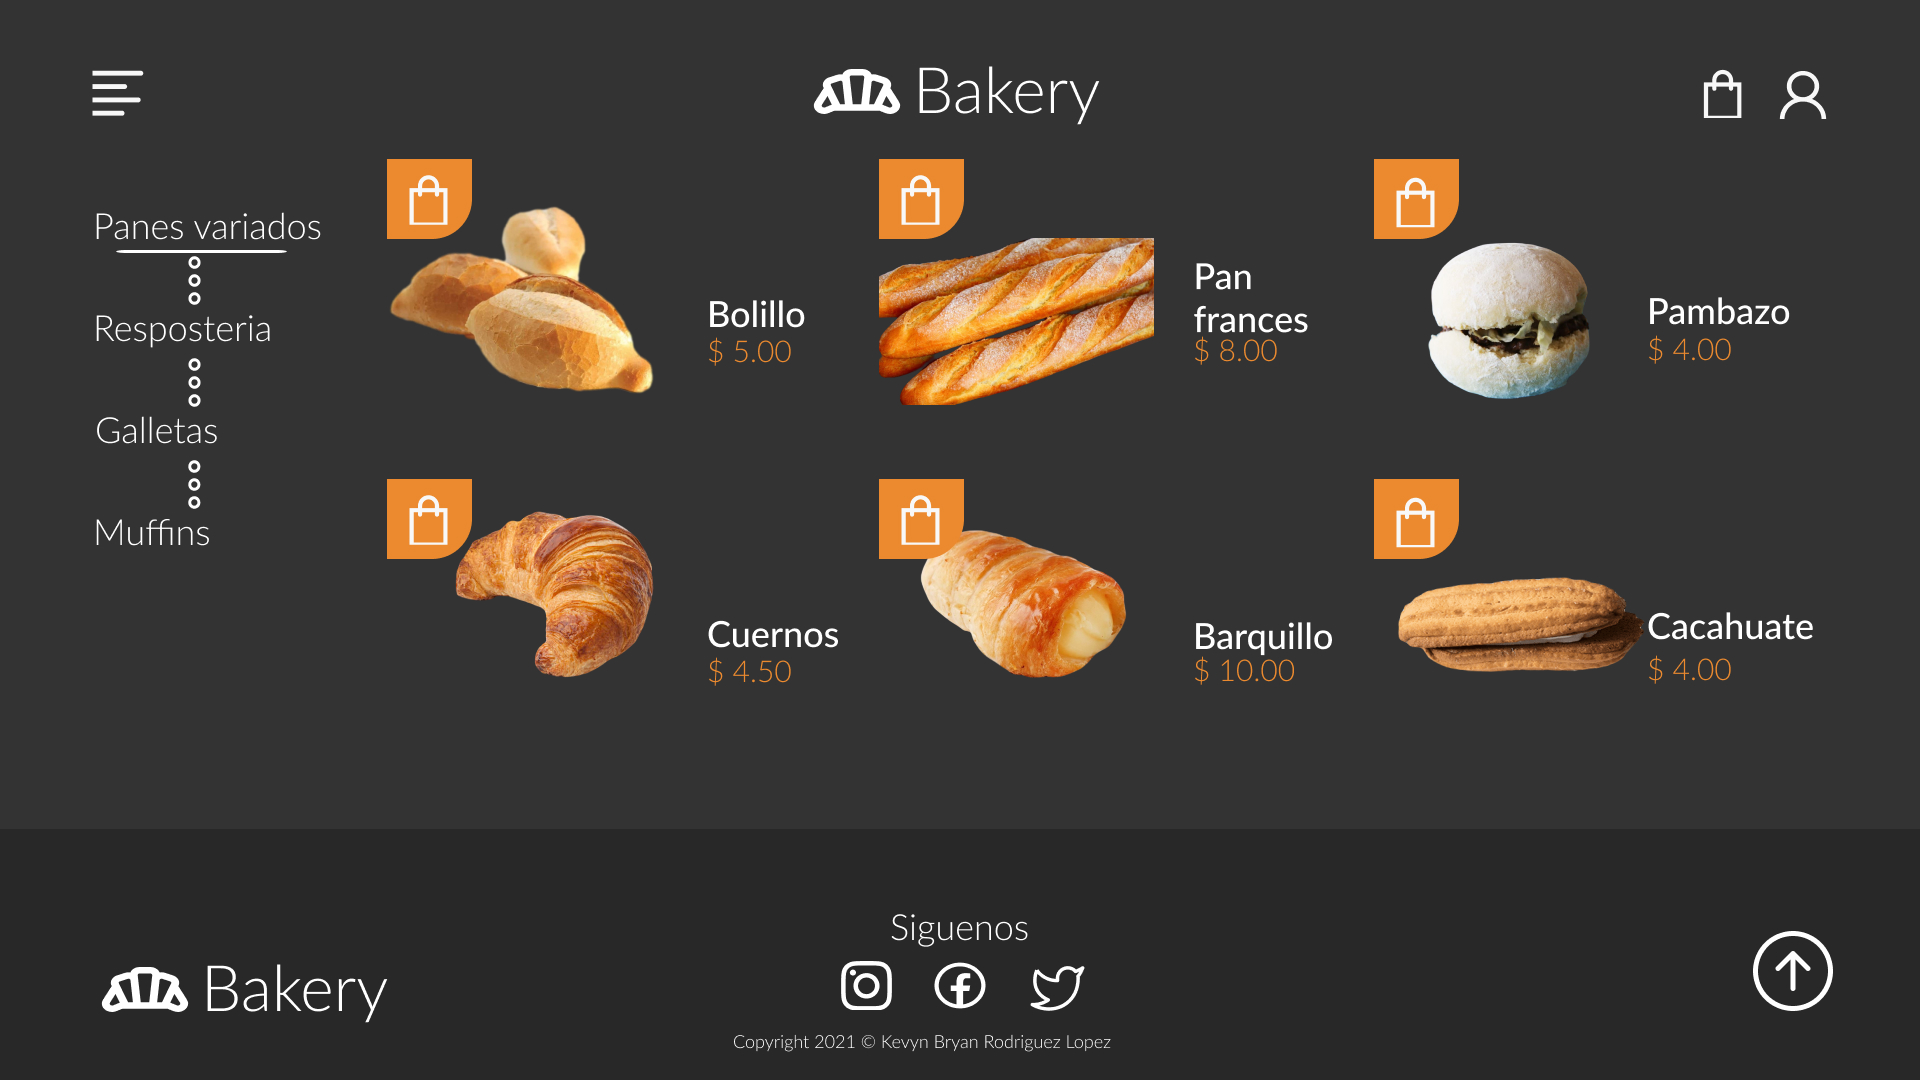 Bakery
Panes variados
Resposteria
Galletas
Muffins
Bolillo
$ 5.00
Pan
frances
$ 8.00
Pambazo
$ 4.00
Cuernos
$ 4.50
Barquillo
$ 10.00
Cacahuate
$ 4.00
Bakery
Siguenos
Copyright 2021 © Kevyn Bryan Rodriguez Lopez